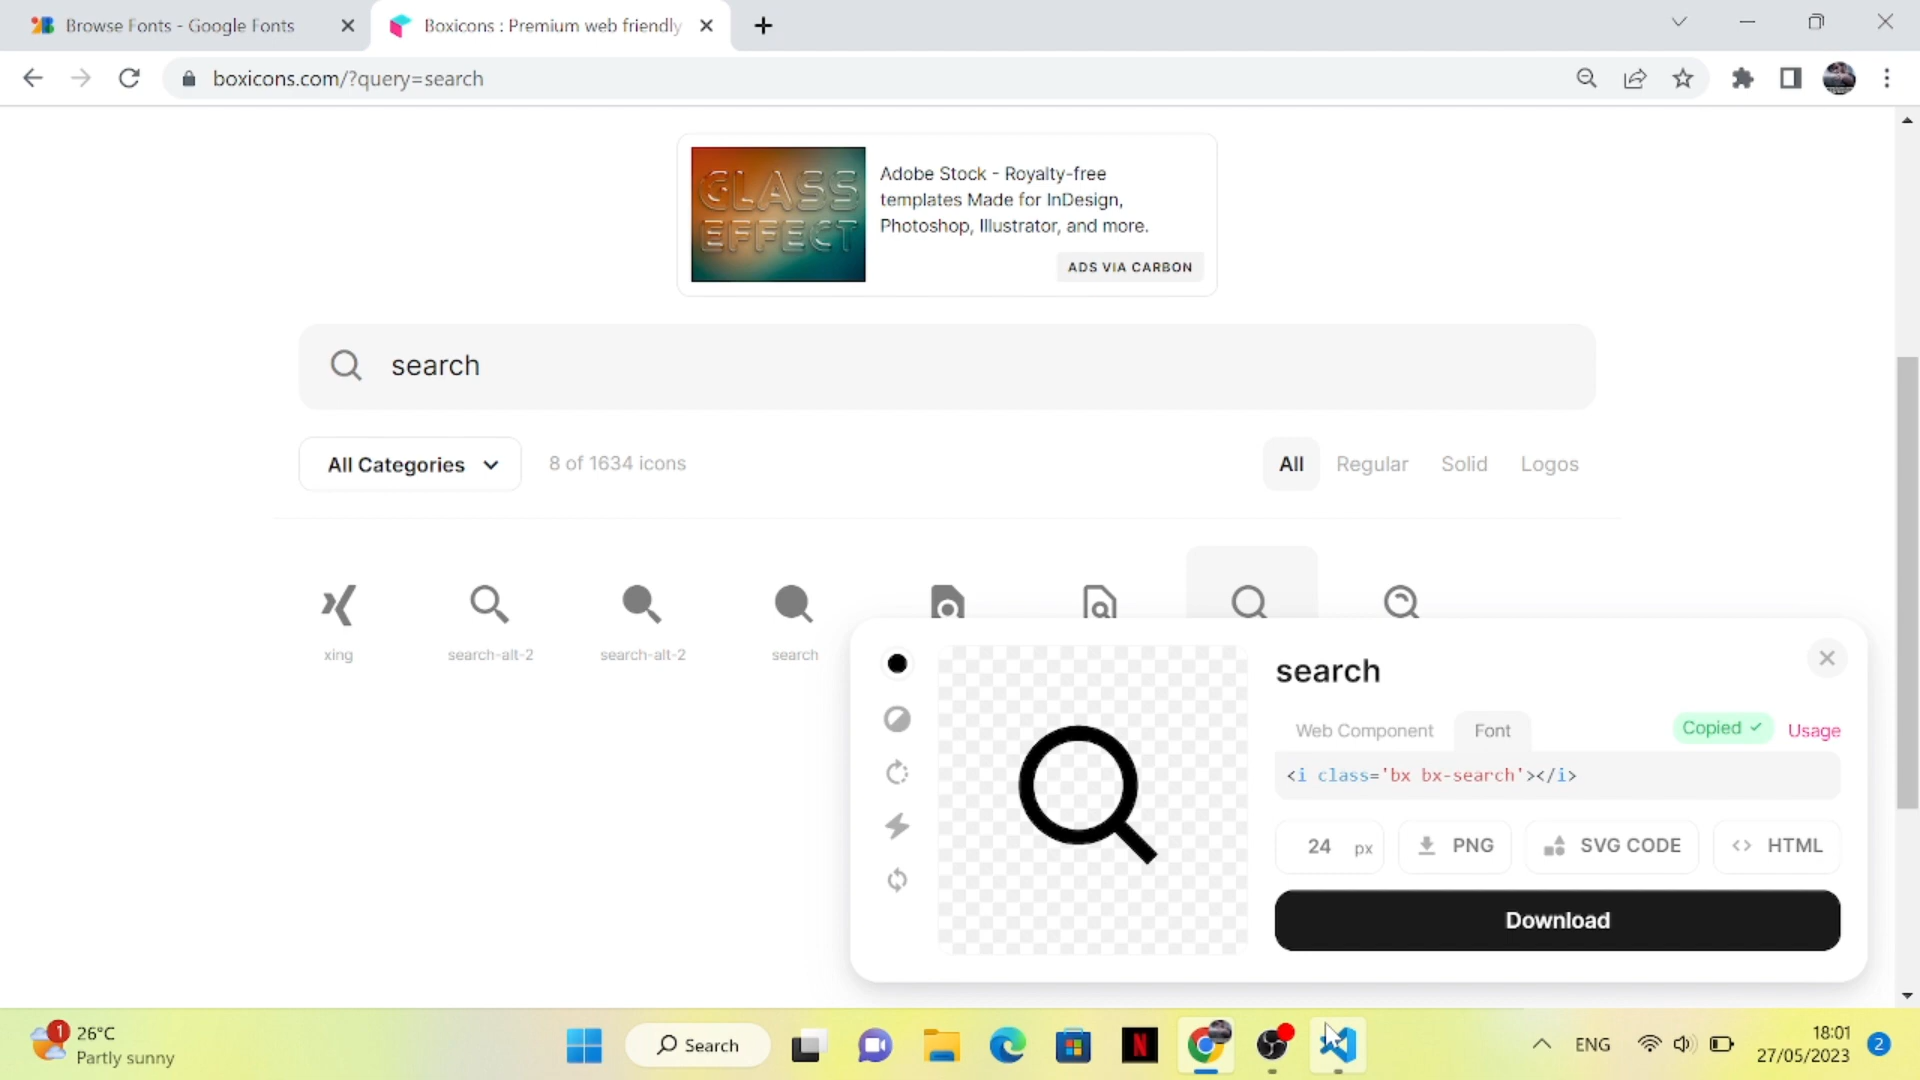 Browse Fonts - Google Fonts
Boxicons : Premium web friendly
boxicons.com/?query=search
GLASS
EFFECT
Adobe Stock - Royalty-free
templates Made for InDesign,
Photoshop, Illustrator, and more.
ADS VIA CARBON
search
All Categories
8 of 1634 icons
All
Regular
Solid
Logos
xing
search-alt-2
search-alt-2
search
search
Web Component
Font
Copied
Usage
<i class='bx bx-search'></i>
24 px
PNG
SVG CODE
HTML
Download
1
26°C
Partly sunny
Search
N
ENG
18:01
27/05/2023
2